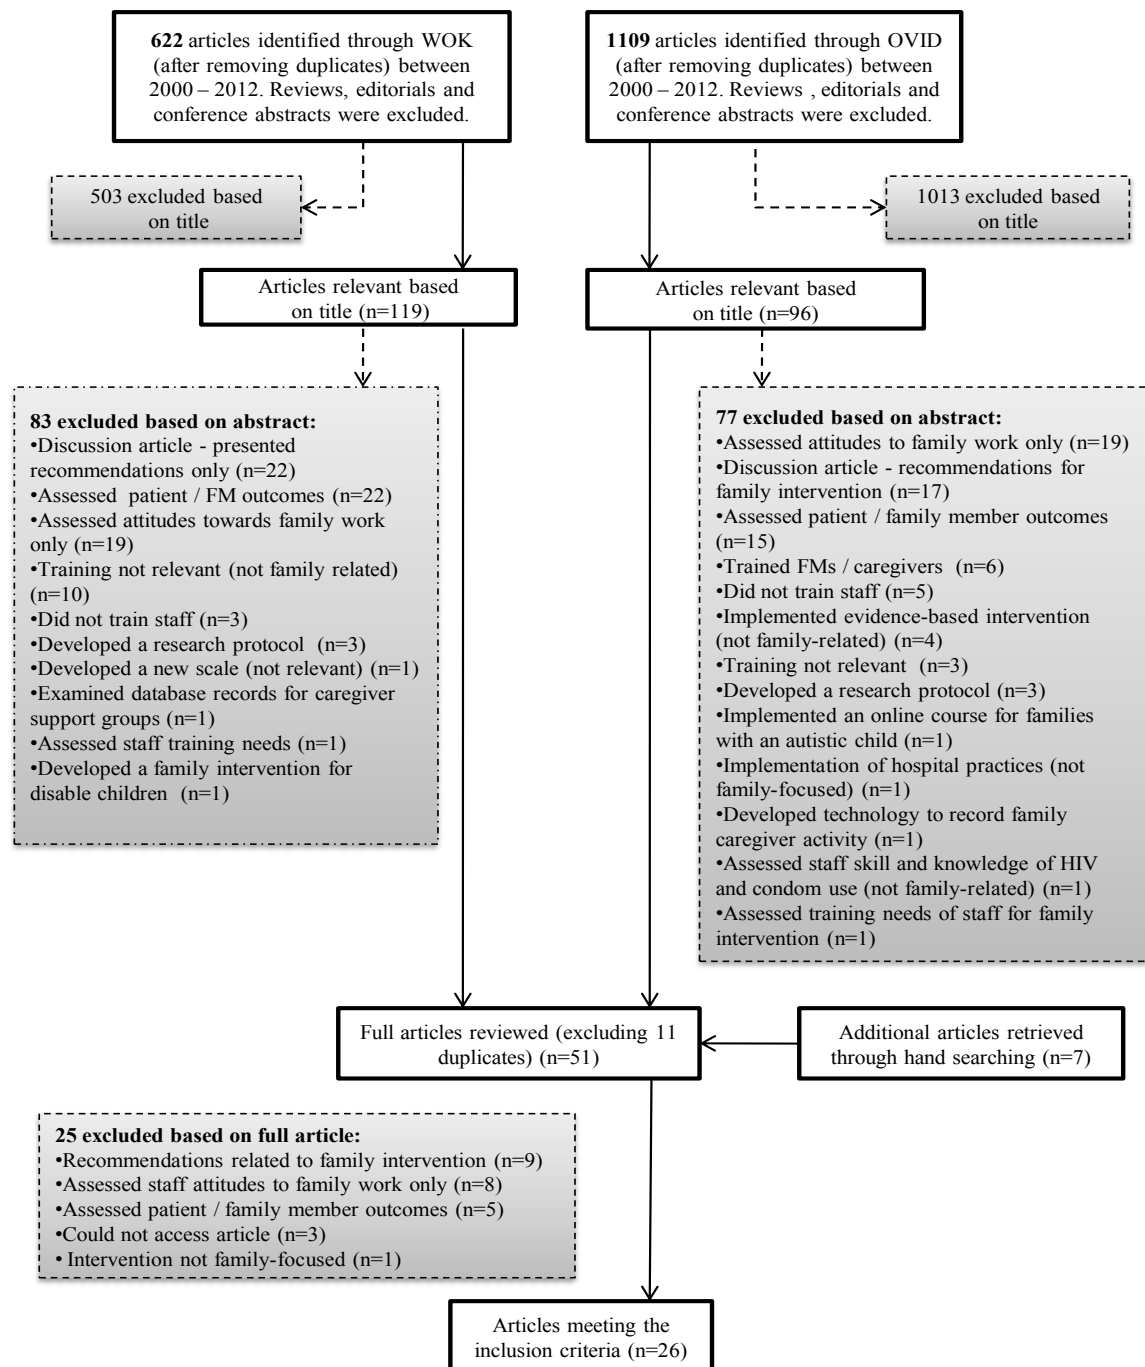 622 articles identified through WOK
(after removing duplicates) between
2000 – 2012. Reviews, editorials and
conference abstracts were excluded.
1109 articles identified through OVID
(after removing duplicates) between
2000 – 2012. Reviews , editorials and
conference abstracts were excluded.
503 excluded based
on title
1013 excluded based
on title
Articles relevant based
on title (n=119)
Articles relevant based
on title (n=96)
83 excluded based on abstract:
•Discussion article - presented
recommendations only (n=22)
•Assessed patient / FM outcomes (n=22)
•Assessed attitudes towards family work
only (n=19)
•Training not relevant (not family related)
(n=10)
•Did not train staff (n=3)
•Developed a research protocol (n=3)
•Developed a new scale (not relevant) (n=1)
•Examined database records for caregiver
support groups (n=1)
•Assessed staff training needs (n=1)
•Developed a family intervention for
disable children (n=1)
77 excluded based on abstract:
•Assessed attitudes to family work only (n=19)
•Discussion article - recommendations for
family intervention (n=17)
•Assessed patient / family member outcomes
(n=15)
•Trained FMs / caregivers (n=6)
•Did not train staff (n=5)
•Implemented evidence-based intervention
(not family-related) (n=4)
•Training not relevant (n=3)
•Developed a research protocol (n=3)
•Implemented an online course for families
with an autistic child (n=1)
•Implementation of hospital practices (not
family-focused) (n=1)
•Developed technology to record family
caregiver activity (n=1)
•Assessed staff skill and knowledge of HIV
and condom use (not family-related) (n=1)
•Assessed training needs of staff for family
intervention (n=1)
Full articles reviewed (excluding 11
duplicates) (n=51)
Additional articles retrieved
through hand searching (n=7)
25 excluded based on full article:
•Recommendations related to family intervention (n=9)
•Assessed staff attitudes to family work only (n=8)
•Assessed patient / family member outcomes (n=5)
•Could not access article (n=3)
• Intervention not family-focused (n=1)
Articles meeting the
inclusion criteria (n=26)